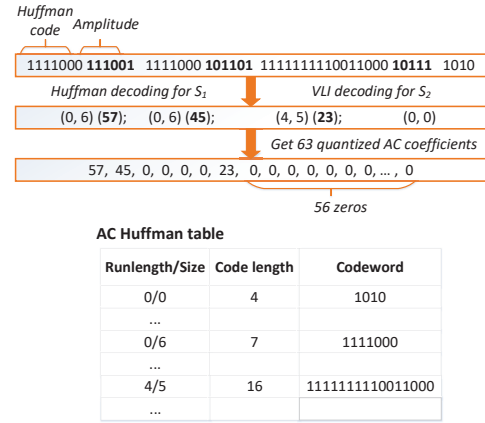 Huffman code Amplitude
1111000 111001 1111000 101101 1111111110011000 10111 1010
Huffman decoding for S1 VLI decoding for S2
(0, 6) (57); (0, 6) (45); (4, 5) (23); (0, 0)
Get 63 quantized AC coefficients
57, 45, 0, 0, 0, 0, 23, 0, 0, 0, 0, 0, 0, 0, ... , 0
56 zeros
AC Huffman table
Runlength/Size Code length Codeword
0/0 4 1010
...
0/6 7 1111000
...
4/5 16 1111111110011000
...